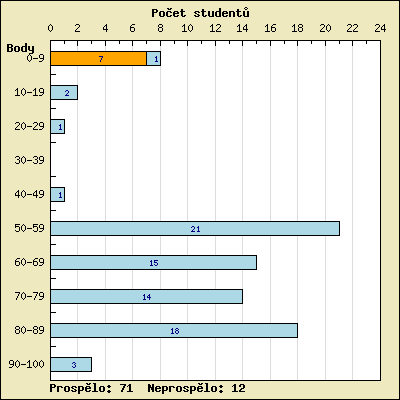 Počet studentů
0 2 4 6 8 10 12 14 16 18 20 22 24
Body
0-9 7 1
10-19 2
20-29 1
30-39
40-49 1
50-59 21
60-69 15
70-79 14
80-89 18
90-100 3
Prospělo: 71 Neprospělo: 12